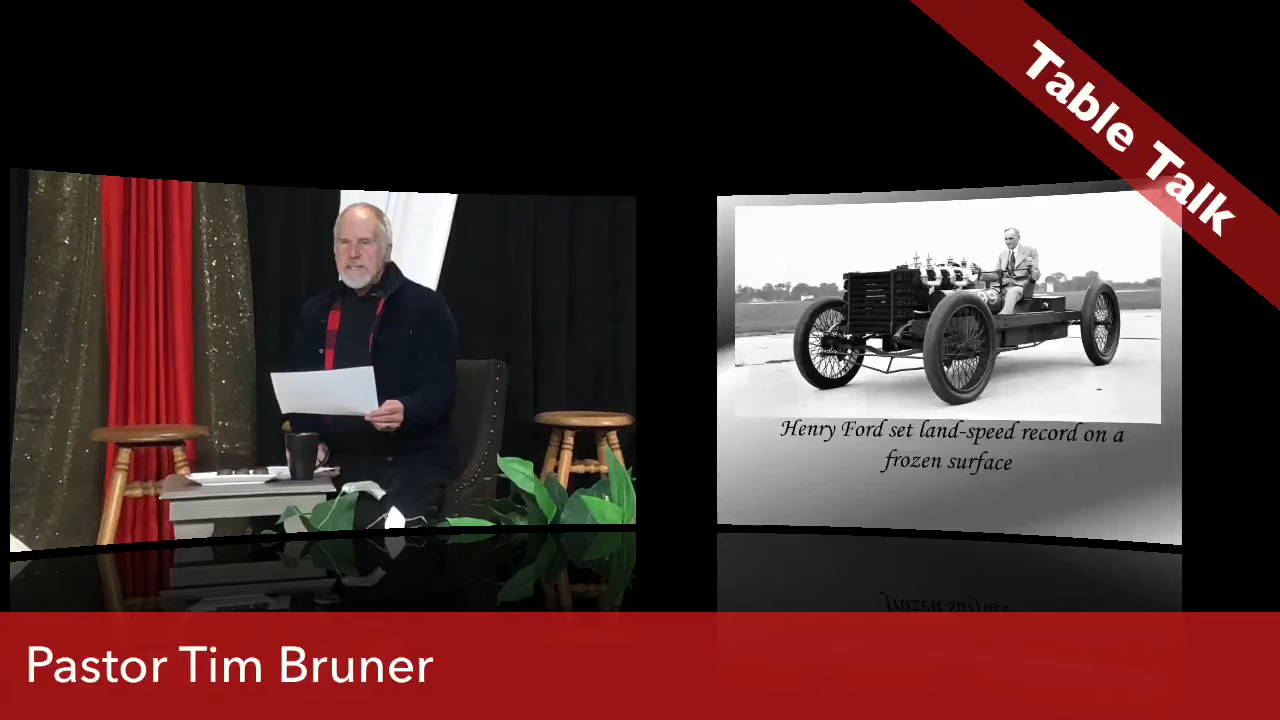 Table Talk
Henry Ford set land-speed record on a
frozen surface
Pastor Tim Bruner